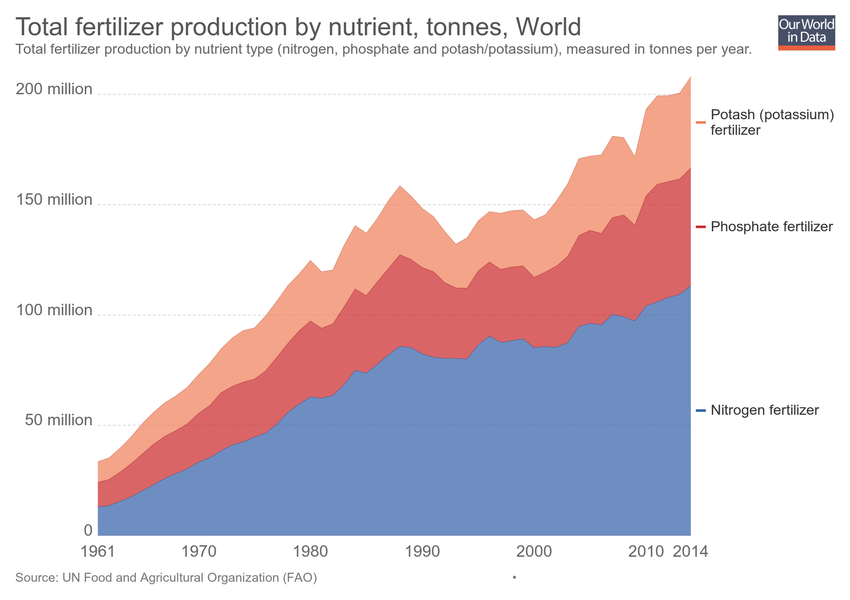 Total fertilizer production by nutrient, tonnes, World
Total fertilizer production by nutrient type (nitrogen, phosphate and potash/potassium), measured in tonnes per year.
Our World
in Data
200 million
150 million
100 million
50 million
0
1961
1970
1980
1990
2000
2010
2014
Potash (potassium)
fertilizer
Phosphate fertilizer
Nitrogen fertilizer
Source: UN Food and Agricultural Organization (FAO)